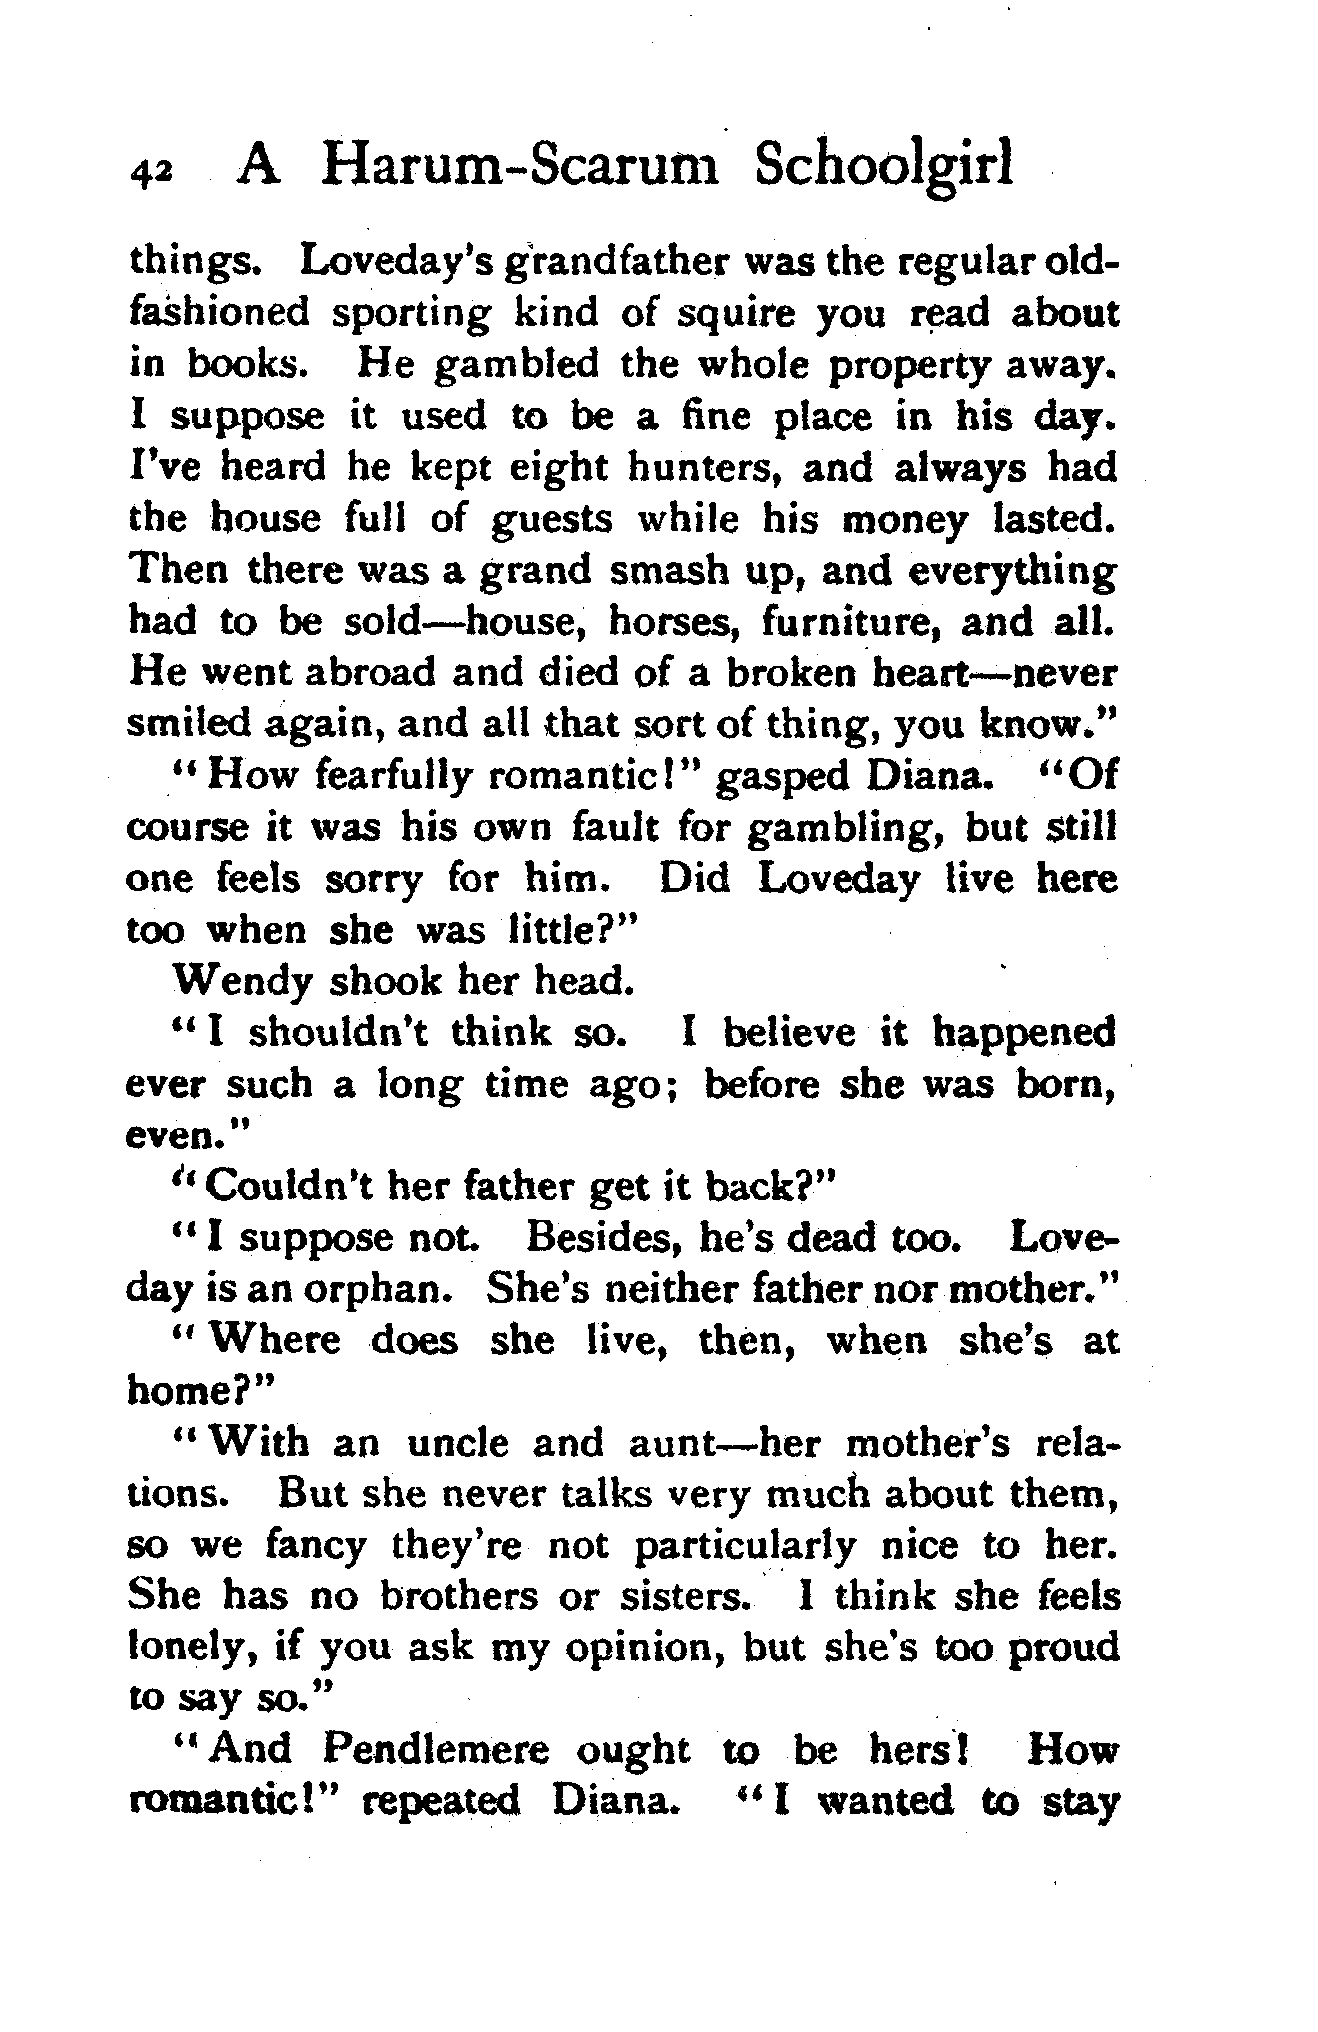 42 A Harum-Scarum Schoolgirl
things. Loveday's grandfather was the regular old-
fashioned sporting kind of squire you read about
in books. He gambled the whole property away.
I suppose it used to be a fine place in his day.
I've heard he kept eight hunters, and always had
the house full of guests while his money lasted.
Then there was a grand smash up, and everything
had to be sold—house, horses, furniture, and all.
He went abroad and died of a broken heart—never
smiled again, and all that sort of thing, you know."
"How fearfully romantic!" gasped Diana. "Of
course it was his own fault for gambling, but still
one feels sorry for him. Did Loveday live here
too when she was little?"
Wendy shook her head.
"I shouldn't think so. I believe it happened
ever such a long time ago; before she was born,
even."
"Couldn't her father get it back?"
"I suppose not. Besides, he's dead too. Love-
day is an orphan. She's neither father nor mother."
"Where does she live, then, when she's at
home?"
"With an uncle and aunt—her mother's rela-
tions. But she never talks very much about them,
so we fancy they're not particularly nice to her.
She has no brothers or sisters. I think she feels
lonely, if you ask my opinion, but she's too proud
to say so."
"And Pendlemere ought to be hers! How
romantic!" repeated Diana. "I wanted to stay